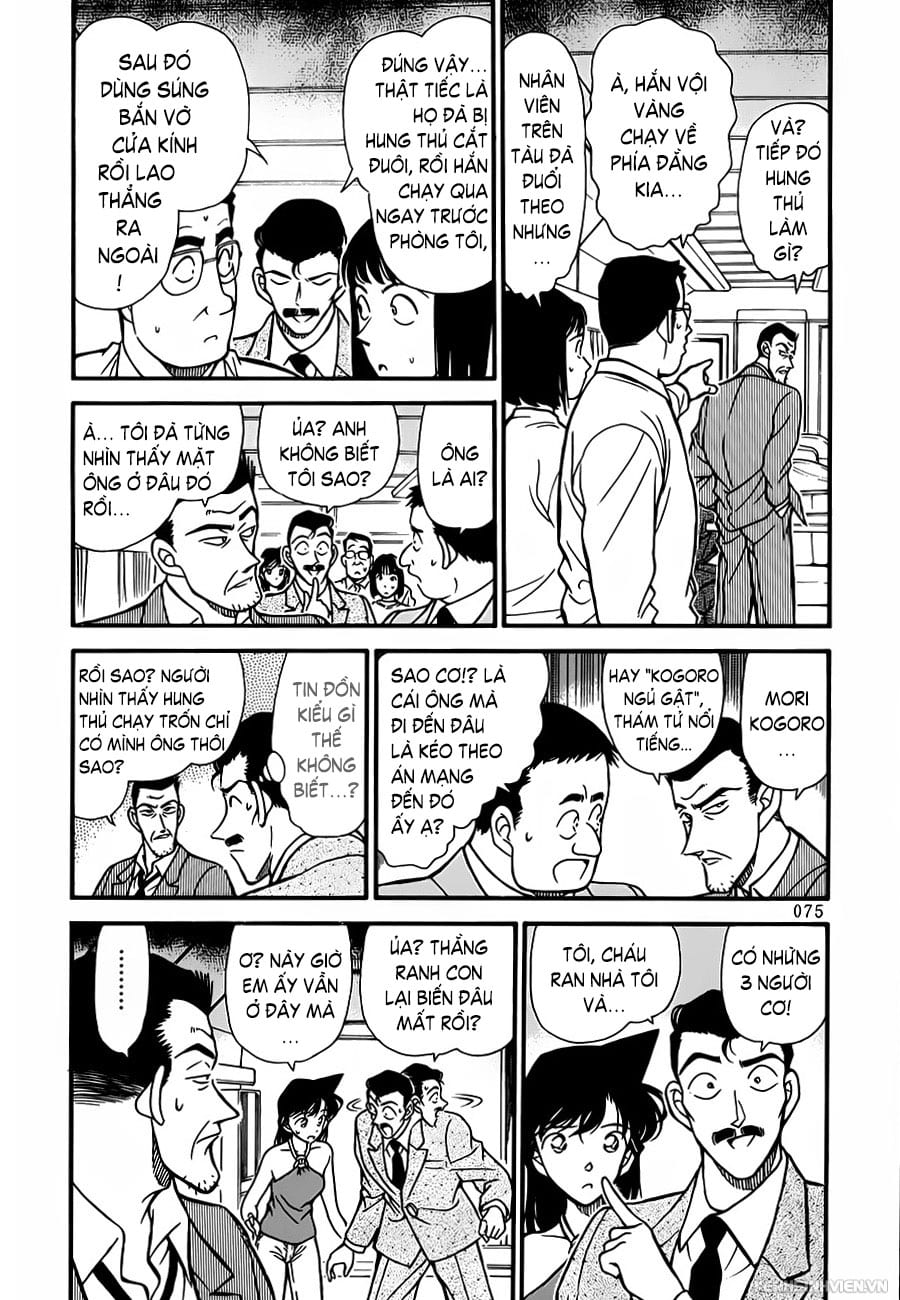 VÀ?
TIẾP ĐÓ
HUNG
THỦ
LÀM
GÌ?
À, HẮN VỘI
VÀNG
CHẠY VỀ
PHÍA ĐẰNG
KIA...
NHÂN
VIÊN TRÊN
TÀU ĐÃ
ĐUỔI
THEO
NHƯNG
...
ĐÚNG VẬY...
THẬT TIẾC LÀ
HỌ ĐÃ BỊ
HUNG THỦ CẮT
ĐUÔI, RỒI HẮN
CHẠY QUA
NGAY TRƯỚC
PHÒNG TÔI,
SAU ĐÓ
DÙNG SÚNG
BẮN VỠ
CỬA KÍNH
RỒI LAO
THẲNG
RA
NGOÀI
!
ÔNG
LÀ AI?
ỦA? ANH
KHÔNG BIẾT
TÔI SAO?
À... TÔI ĐÃ TỪNG
NHÌN THẤY MẶT
ÔNG Ở ĐÂU ĐÓ
RỒI...
MORI
KOGORO
...
HAY "KOGORO
NGỦ GẬT",
THÁM TỬ NỔI
TIẾNG...
SAO CƠ!? LÀ
CÁI ÔNG MÀ
ĐI ĐẾN ĐÂU
LÀ KÉO THEO
ÁN MẠNG
ĐẾN ĐÓ
ẤY Ạ?
TIN ĐỒN
KIỂU GÌ
THẾ
KHÔNG
BIẾT...?
RỒI SAO? NGƯỜI
NHÌN THẤY HUNG
THỦ CHẠY TRỐN CHỈ
CÓ MÌNH ÔNG THÔI
SAO?
075
CÓ NHỮNG
3 NGƯỜI
CƠ!
TÔI, CHÁU
RAN NHÀ TÔI
VÀ...
ỦA? THẰNG
RANH CON
LẠI BIẾN ĐÂU
MẤT RỒI?
Ơ? NÀY GIỜ
EM ẤY VẪN
Ở ĐÂY MÀ
...
.........